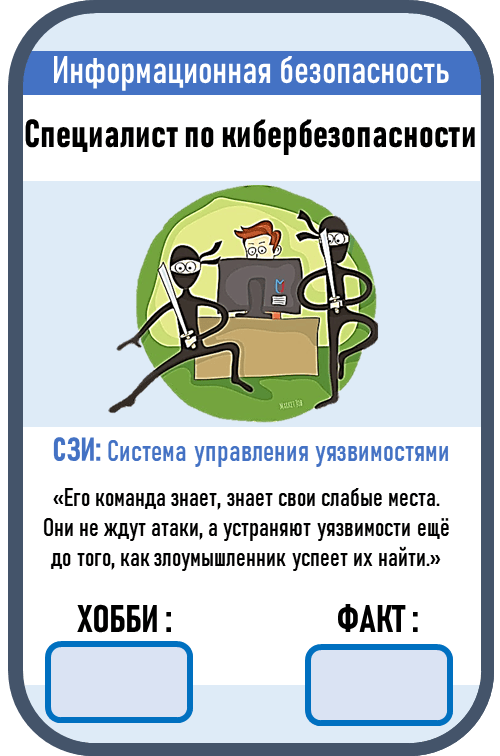 Информационная безопасность
Специалист по кибербезопасности
СЗИ: Система управления уязвимостями
«Его команда знает, знает свои слабые места.
Они не ждут атаки, а устраняют уязвимости ещё
до того, как злоумышленник успеет их найти.»
ХОББИ :
ФАКТ :